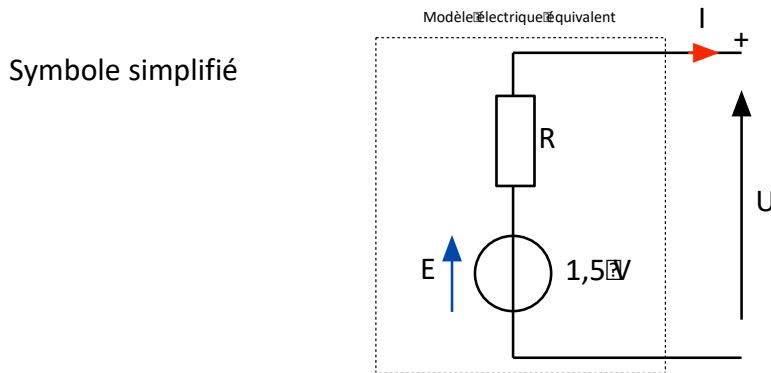 Modèle électrique équivalent
I
+
Symbole simplifié
R
U
E
1,5 V